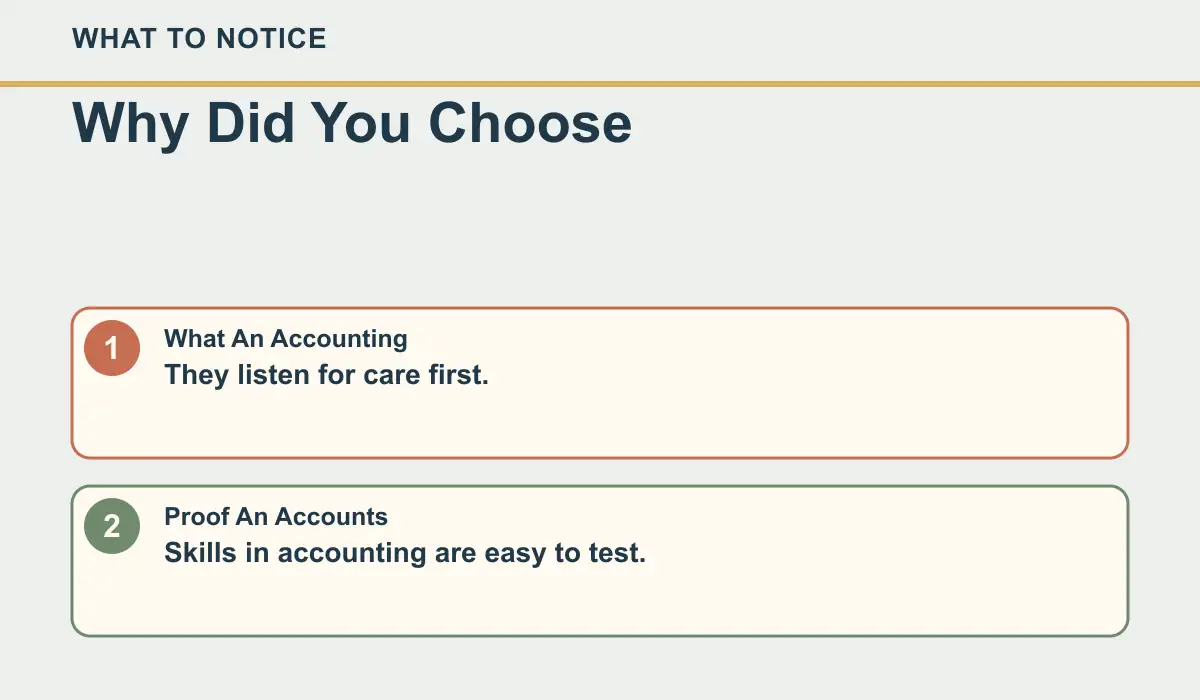 WHAT TO NOTICE
Why Did You Choose
1
What An Accounting
They listen for care first.
2
Proof An Accounts
Skills in accounting are easy to test.